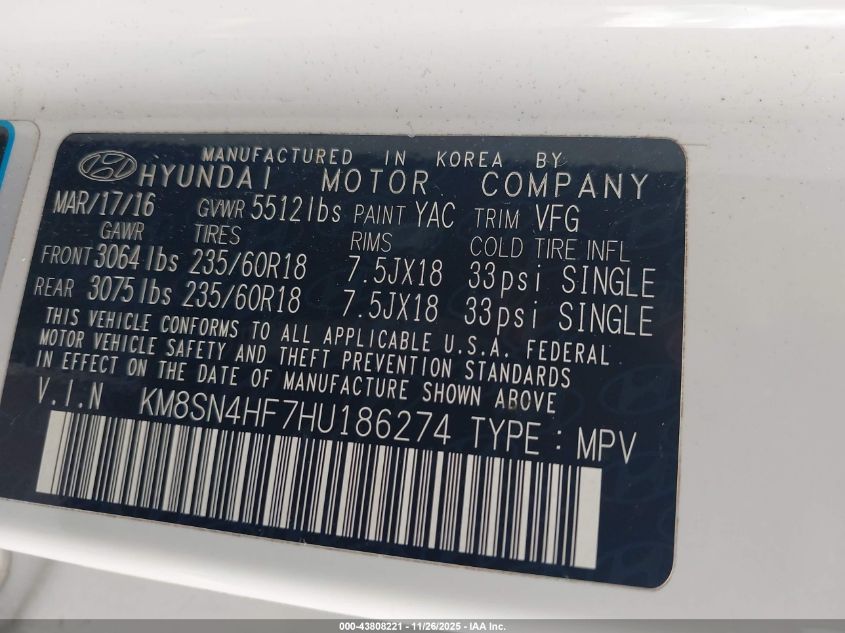 MANUFACTURED IN KOREA BY
HYUNDAI MOTOR COMPANY
MAR/17/16 GVWR 5512lbs PAINT YAC TRIM VFG
GAWR TIRES RIMS COLD TIRE INFL
FRONT 3064lbs 235/60R18 7.5JX18 33psi SINGLE
REAR 3075lbs 235/60R18 7.5JX18 33psi SINGLE
THIS VEHICLE CONFORMS TO ALL APPLICABLE U.S.A. FEDERAL
MOTOR VEHICLE SAFETY AND THEFT PREVENTION STANDARDS
IN EFFECT ON THE DATE OF MANUFACTURE SHOWN ABOVE
V.I.N KM8SN4HF7HU186274 TYPE : MPV
000-43808221 - 11/26/2025 - IAA Inc.